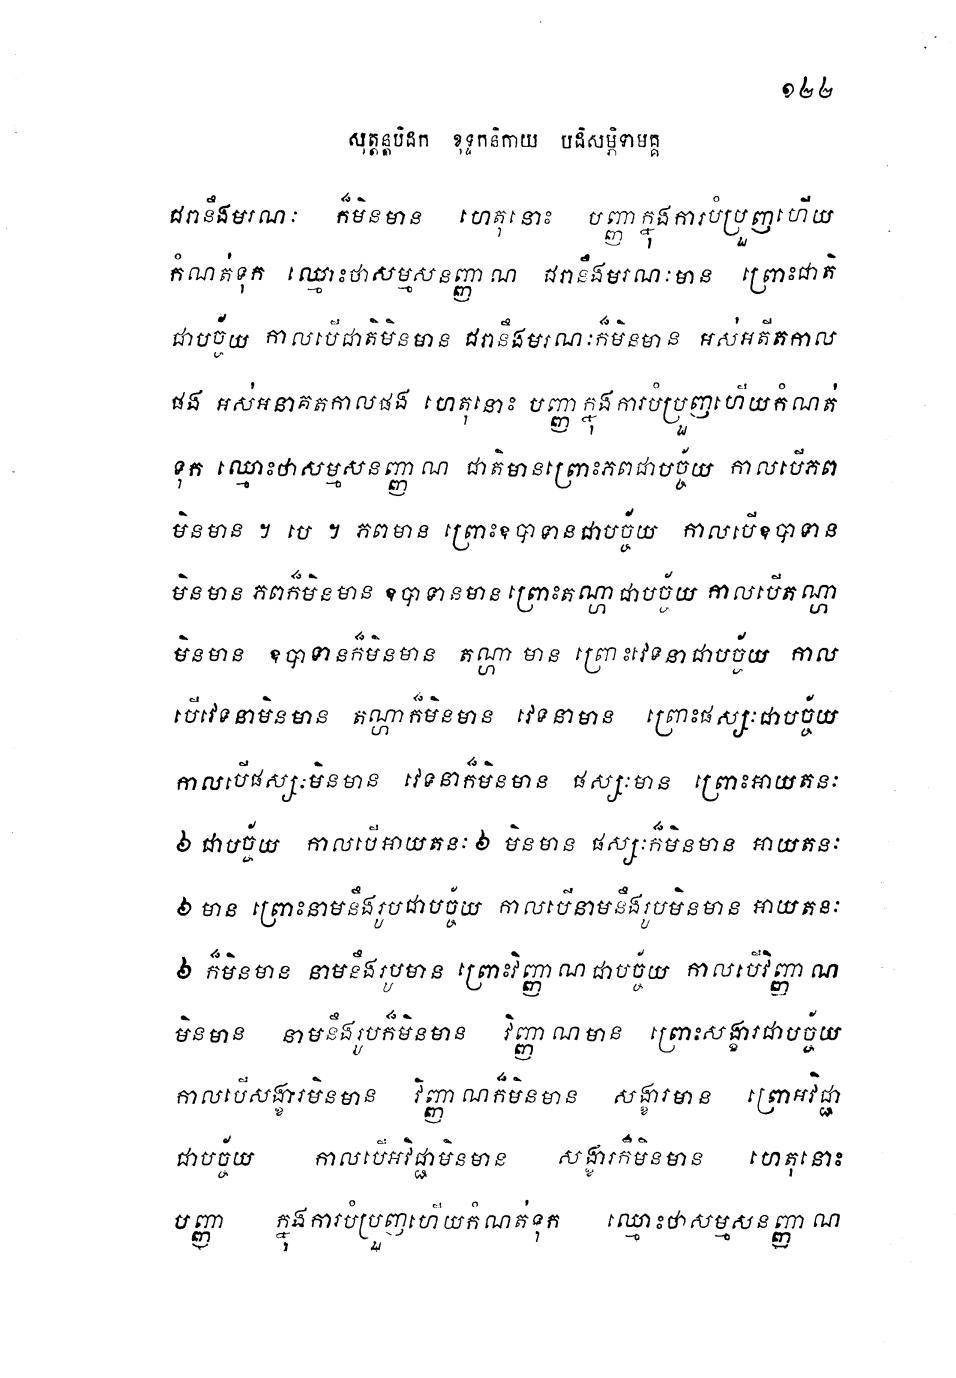 ១៤៤
សុត្តន្តបិដក ខុទ្ទកនិកាយ បដិសម្ភិទាមគ្គ
ជរានឹងមរណៈ ក៏មិនមាន ហេតុនោះ បញ្ញាក្នុងការបំប្រួញហើយ
កំណត់ទុក ឈ្មោះថាសម្មសនញ្ញាណ ជរានឹងមរណៈមាន ព្រោះជាតិ
ជាបច្ច័យ កាលបើជាតិមិនមាន ជរានឹងមរណៈក៏មិនមាន អស់អតីតកាល
ផង អស់អនាគតកាលផង ហេតុនោះ បញ្ញាក្នុងការបំប្រួញហើយកំណត់
ទុក ឈ្មោះថាសម្មសនញ្ញាណ ជាតិមានព្រោះភពជាបច្ច័យ កាលបើភព
មិនមាន ។ បេ ។ ភពមាន ព្រោះឧបាទានជាបច្ច័យ កាលបើឧបាទាន
មិនមាន ភពក៏មិនមាន ឧបាទានមានព្រោះតណ្ហាជាបច្ច័យ កាលបើតណ្ហា
មិនមាន ឧបាទានក៏មិនមាន តណ្ហាមាន ព្រោះវេទនាជាបច្ច័យ កាល
បើវេទនាមិនមាន តណ្ហាក៏មិនមាន វេទនាមាន ព្រោះផស្សៈជាបច្ច័យ
កាលបើផស្សៈមិនមាន វេទនាក៏មិនមាន ផស្សៈមាន ព្រោះអាយតនៈ
៦ ជាបច្ច័យ កាលបើអាយតនៈ ៦ មិនមាន ផស្សៈក៏មិនមាន អាយតនៈ
៦ មាន ព្រោះនាមនឹងរូបជាបច្ច័យ កាលបើនាមនឹងរូបមិនមាន អាយតនៈ
៦ ក៏មិនមាន នាមនឹងរូបមាន ព្រោះវិញ្ញាណជាបច្ច័យ កាលបើវិញ្ញាណ
មិនមាន នាមនឹងរូបក៏មិនមាន វិញ្ញាណមាន ព្រោះសង្ខារជាបច្ច័យ
កាលបើសង្ខារមិនមាន វិញ្ញាណក៏មិនមាន សង្ខារមាន ព្រោអវិជ្ជា
ជាបច្ច័យ កាលបើអវិជ្ជាមិនមាន សង្ខារក៏មិនមាន ហេតុនោះ
បញ្ញា ក្នុងការបំប្រួញហើយកំណត់ទុក ឈ្មោះថាសម្មសនញ្ញាណ